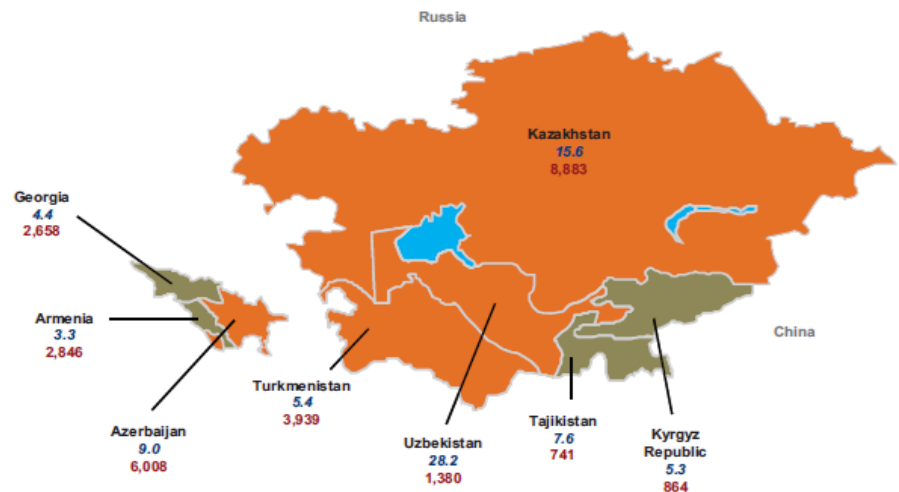 Russia
Kazakhstan
15.6
8,883
Georgia
4.4
2,658
Armenia
3.3
2,846
China
Turkmenistan
5.4
3,939
Azerbaijan
9.0
6,008
Uzbekistan
28.2
1,380
Tajikistan
7.6
741
Kyrgyz
Republic
5.3
864